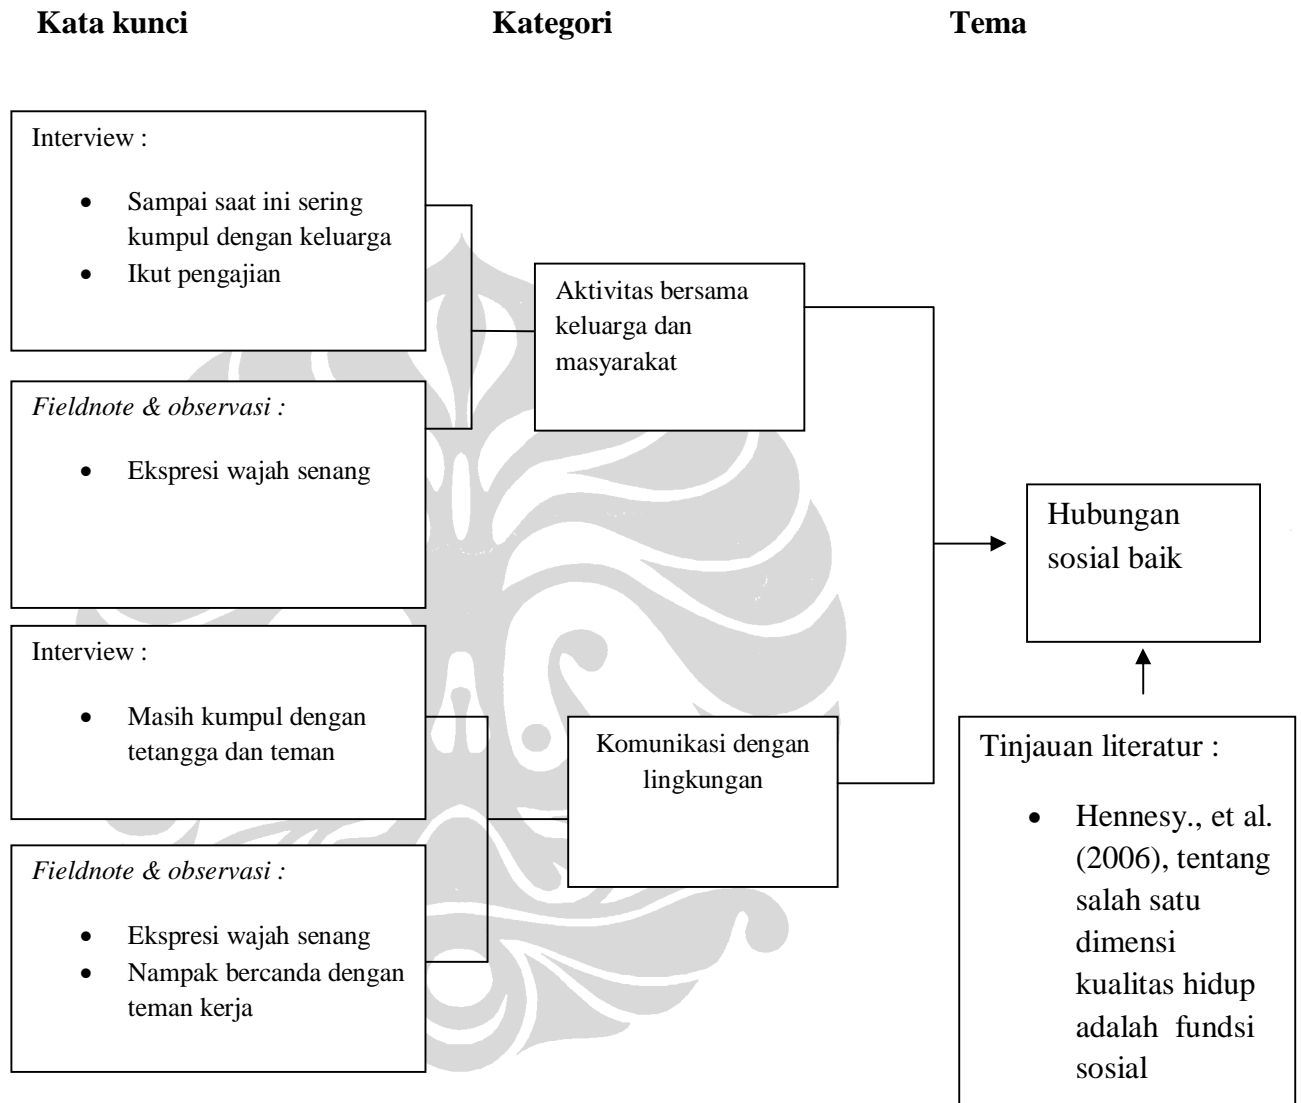 Kata kunci
Kategori
Tema
Interview :
• Sampai saat ini sering
kumpul dengan keluarga
• Ikut pengajian
Fieldnote & observasi :
• Ekspresi wajah senang
Aktivitas bersama
keluarga dan
masyarakat
Interview :
• Masih kumpul dengan
tetangga dan teman
Fieldnote & observasi :
• Ekspresi wajah senang
• Nampak bercanda dengan
teman kerja
Komunikasi dengan
lingkungan
Hubungan
sosial baik
Tinjauan literatur :
• Hennesy., et al.
(2006), tentang
salah satu
dimensi
kualitas hidup
adalah fundsi
sosial